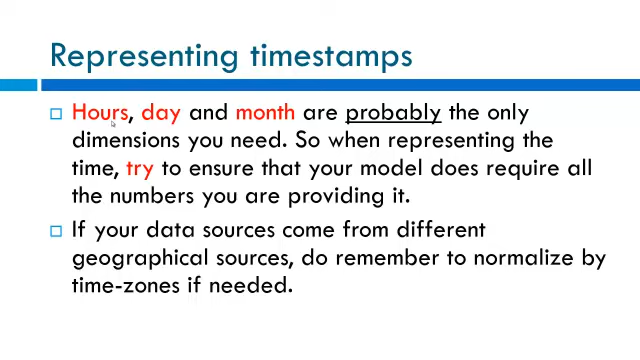 Representing timestamps
Hours, day and month are probably the only
dimensions you need. So when representing the
time, try to ensure that your model does require all
the numbers you are providing it.
If your data sources come from different
geographical sources, do remember to normalize by
time-zones if needed.